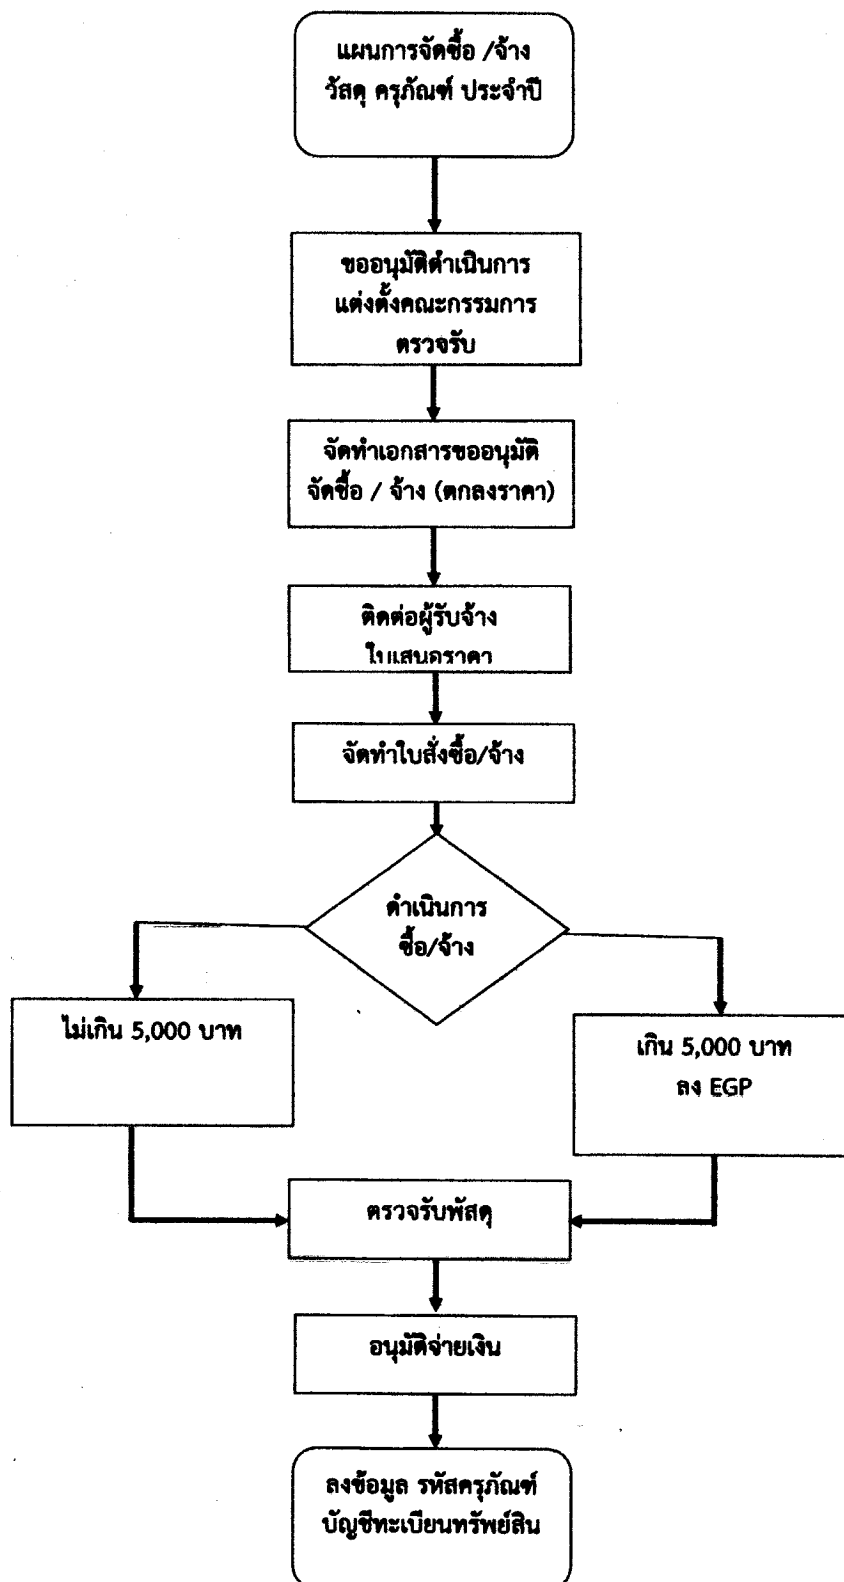 แผนการจัดซื้อ /จ้าง
วัสดุ ครุภัณฑ์ ประจำปี
ขออนุมัติดำเนินการ
แต่งตั้งคณะกรรมการ
ตรวจรับ
จัดทำเอกสารขออนุมัติ
จัดซื้อ / จ้าง (ตกลงราคา)
ติดต่อผู้รับจ้าง
ใบเสนอราคา
จัดทำใบสั่งซื้อ/จ้าง
ดำเนินการ
ซื้อ/จ้าง
ไม่เกิน 5,000 บาท
เกิน 5,000 บาท
ลง EGP
ตรวจรับพัสดุ
อนุมัติจ่ายเงิน
ลงข้อมูล รหัสครุภัณฑ์
บัญชีทะเบียนทรัพย์สิน